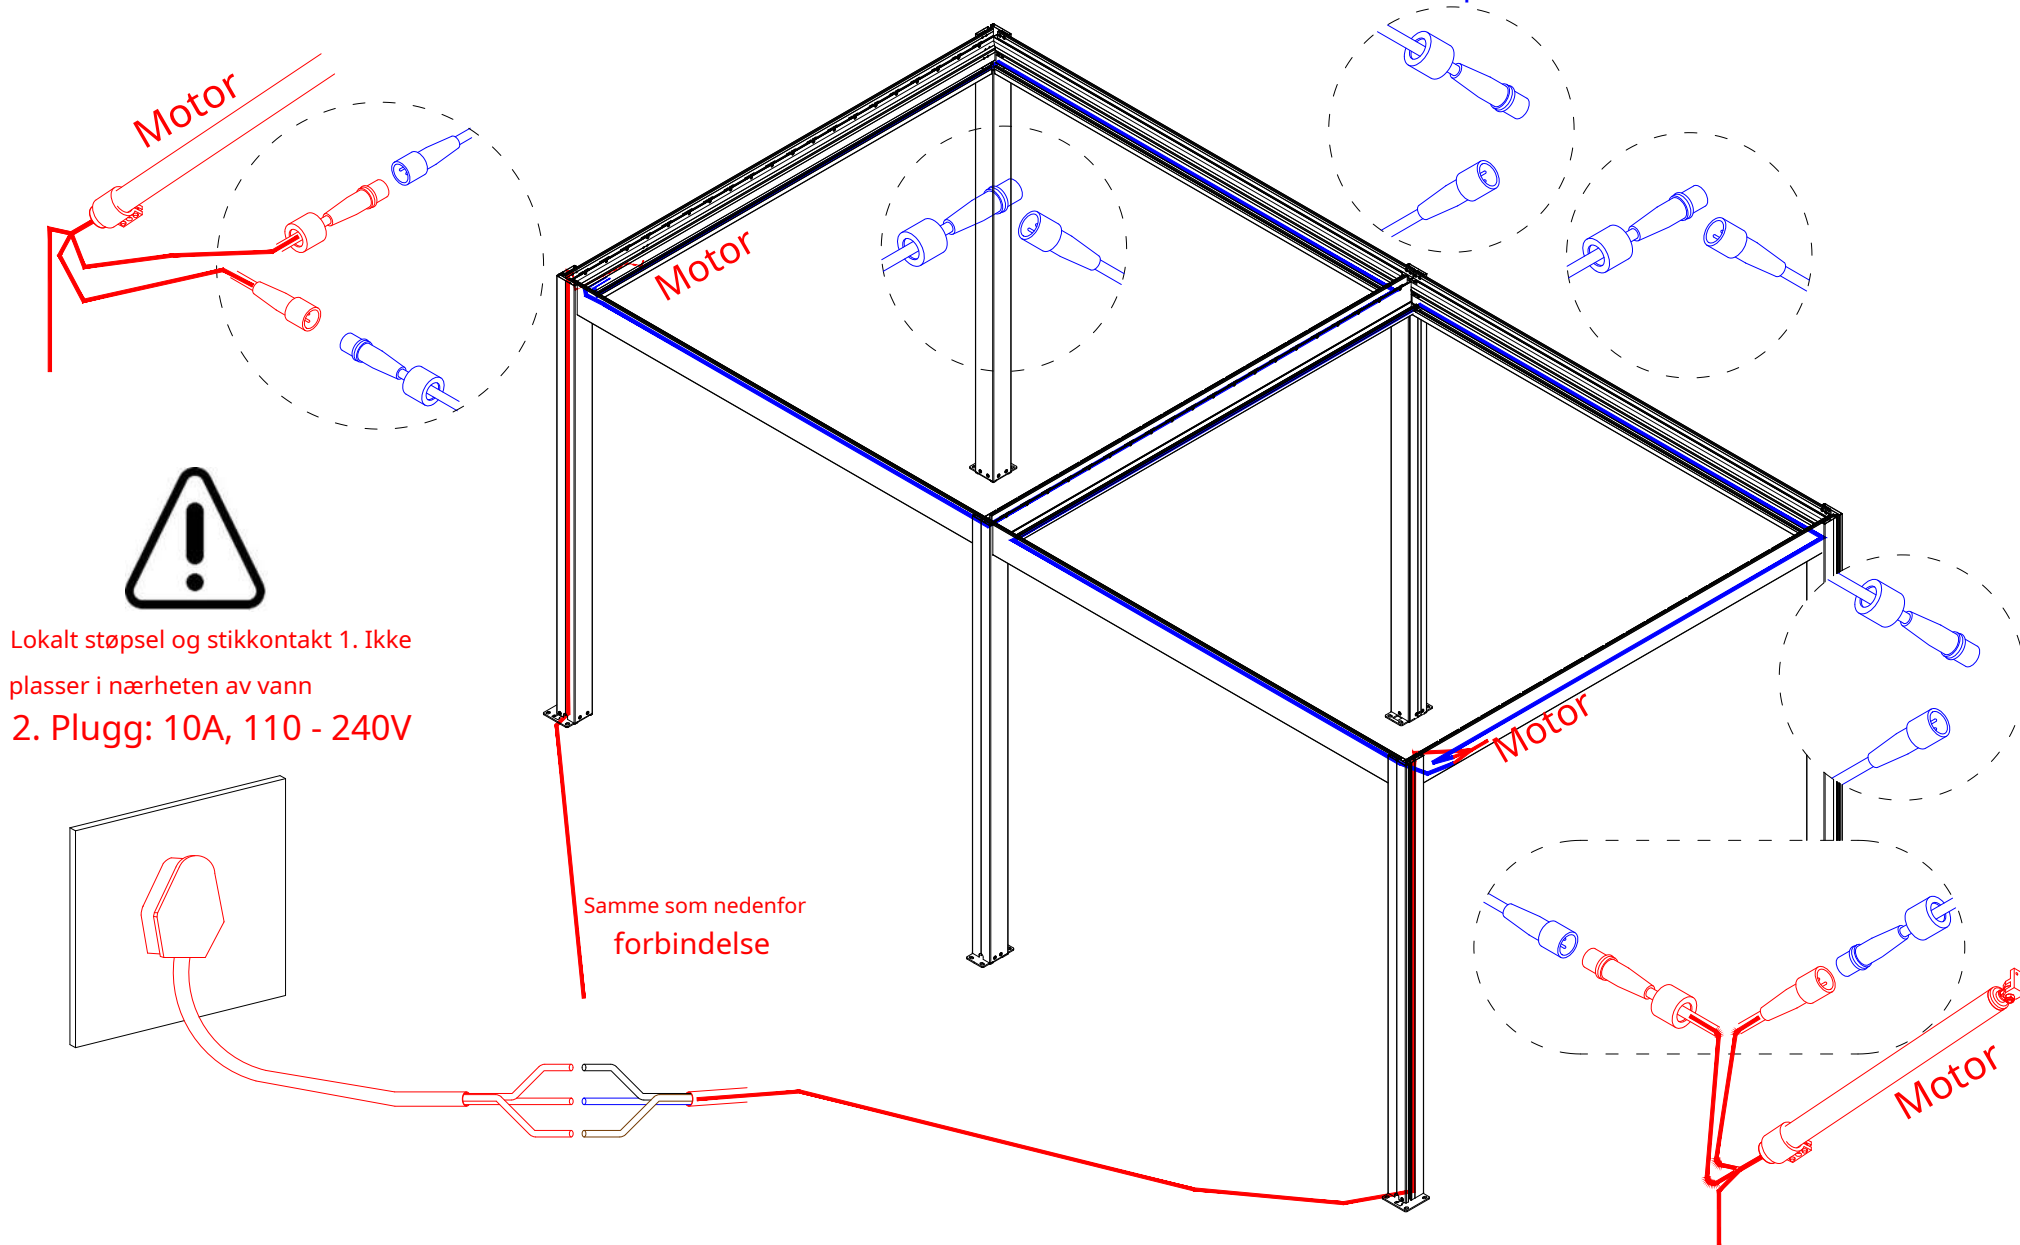 Motor
Motor
Lokalt støpsel og stikkontakt 1. Ikke
plasser i nærheten av vann
2. Plugg: 10A, 110 - 240V
Motor
Samme som nedenfor
forbindelse
Motor